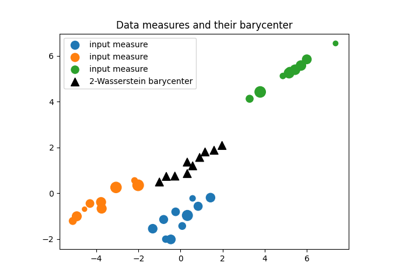 Data measures and their barycenter
input measure
input measure
input measure
2-Wasserstein barycenter
6
4
2
0
−2
−4
−2
0
2
4
6